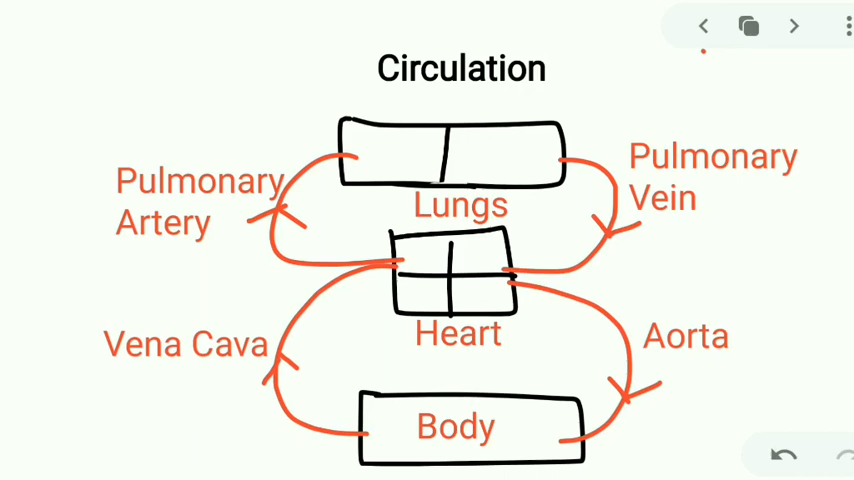 Circulation
Pulmonary
Artery
Pulmonary
Vein
Lungs
Heart
Vena Cava
Aorta
Body